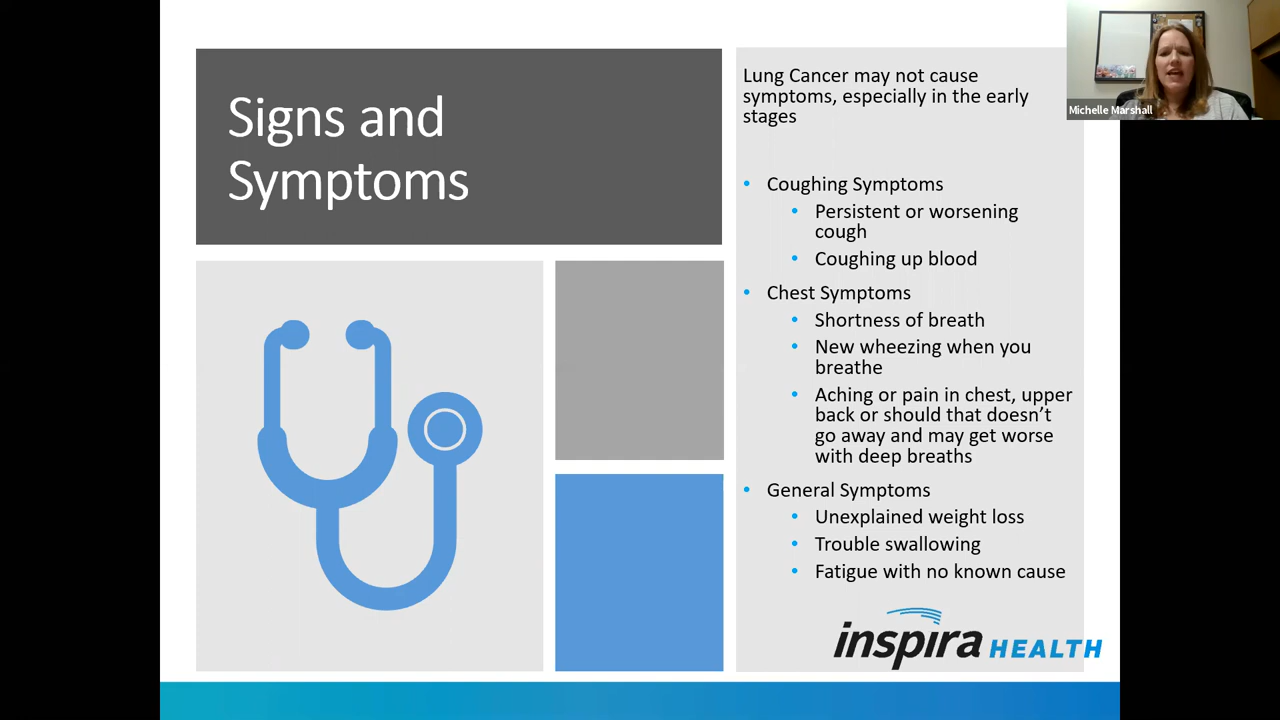 Signs and
Symptoms
Lung Cancer may not cause
symptoms, especially in the early
stages
• Coughing Symptoms
• Persistent or worsening
cough
• Coughing up blood
• Chest Symptoms
• Shortness of breath
• New wheezing when you
breathe
• Aching or pain in chest, upper
back or should that doesn't
go away and may get worse
with deep breaths
• General Symptoms
• Unexplained weight loss
• Trouble swallowing
• Fatigue with no known cause
inspira HEALTH
Michelle Marshall